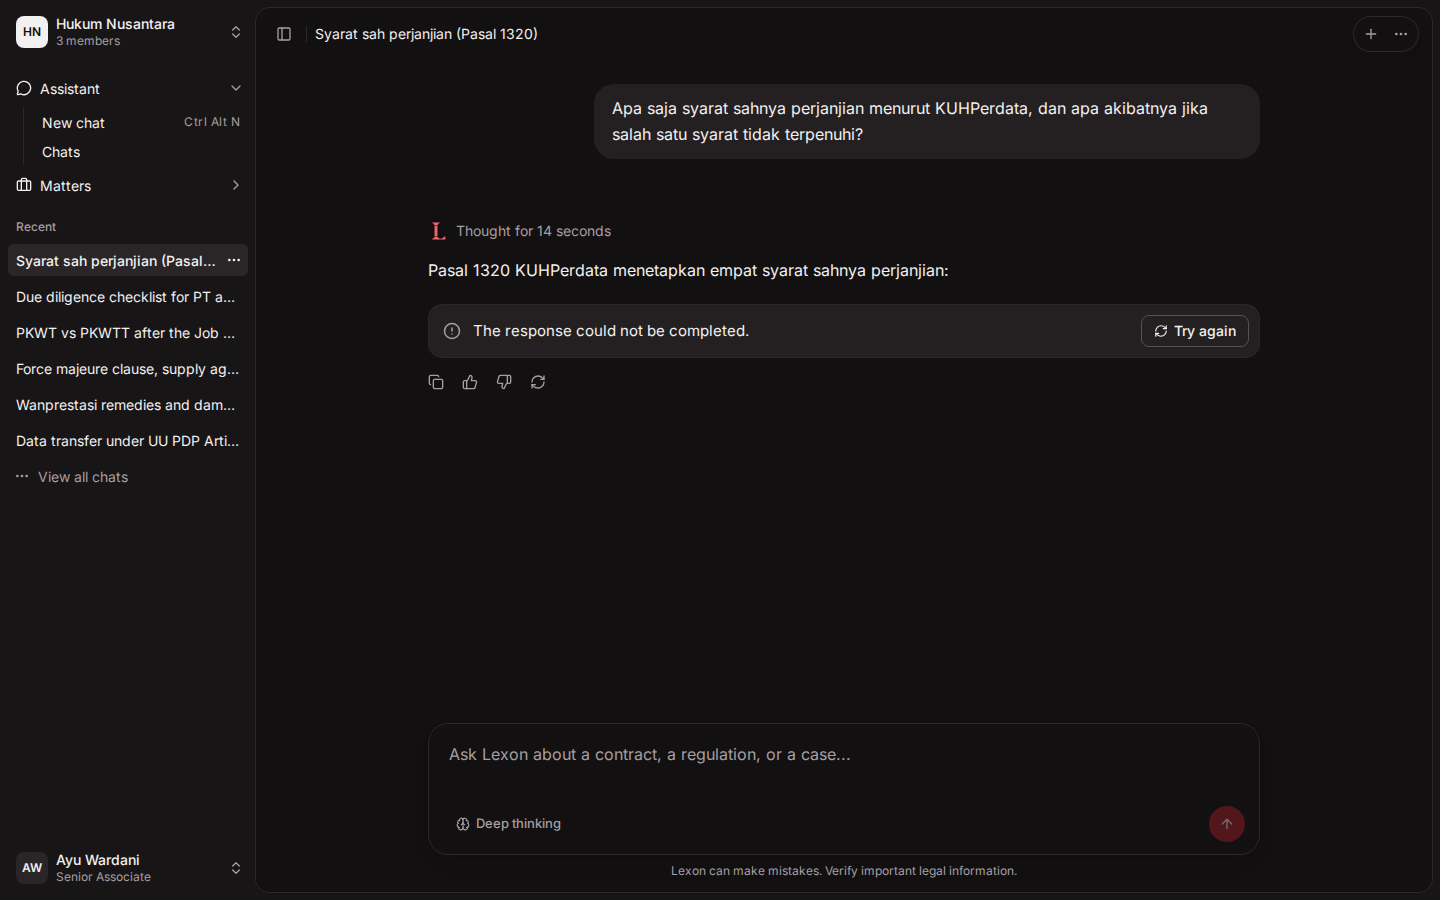 HN
Hukum Nusantara
3 members
Assistant
New chat
Ctrl Alt N
Chats
Matters
Recent
Syarat sah perjanjian (Pasal...
Due diligence checklist for PT a...
PKWT vs PKWTT after the Job ...
Force majeure clause, supply ag...
Wanprestasi remedies and dam...
Data transfer under UU PDP Arti...
View all chats
AW
Ayu Wardani
Senior Associate
Syarat sah perjanjian (Pasal 1320)
Apa saja syarat sahnya perjanjian menurut KUHPerdata, dan apa akibatnya jika
salah satu syarat tidak terpenuhi?
L Thought for 14 seconds
Pasal 1320 KUHPerdata menetapkan empat syarat sahnya perjanjian:
The response could not be completed.
Try again
Ask Lexon about a contract, a regulation, or a case...
Deep thinking
Lexon can make mistakes. Verify important legal information.